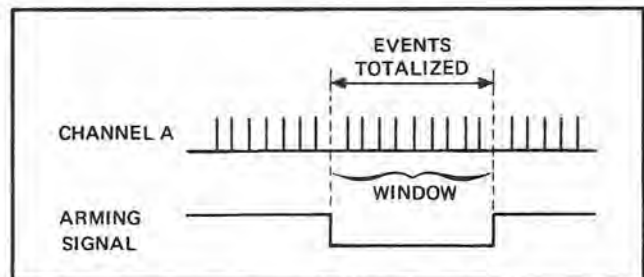 EVENTS
TOTALIZED
CHANNEL A
WINDOW
ARMING
SIGNAL